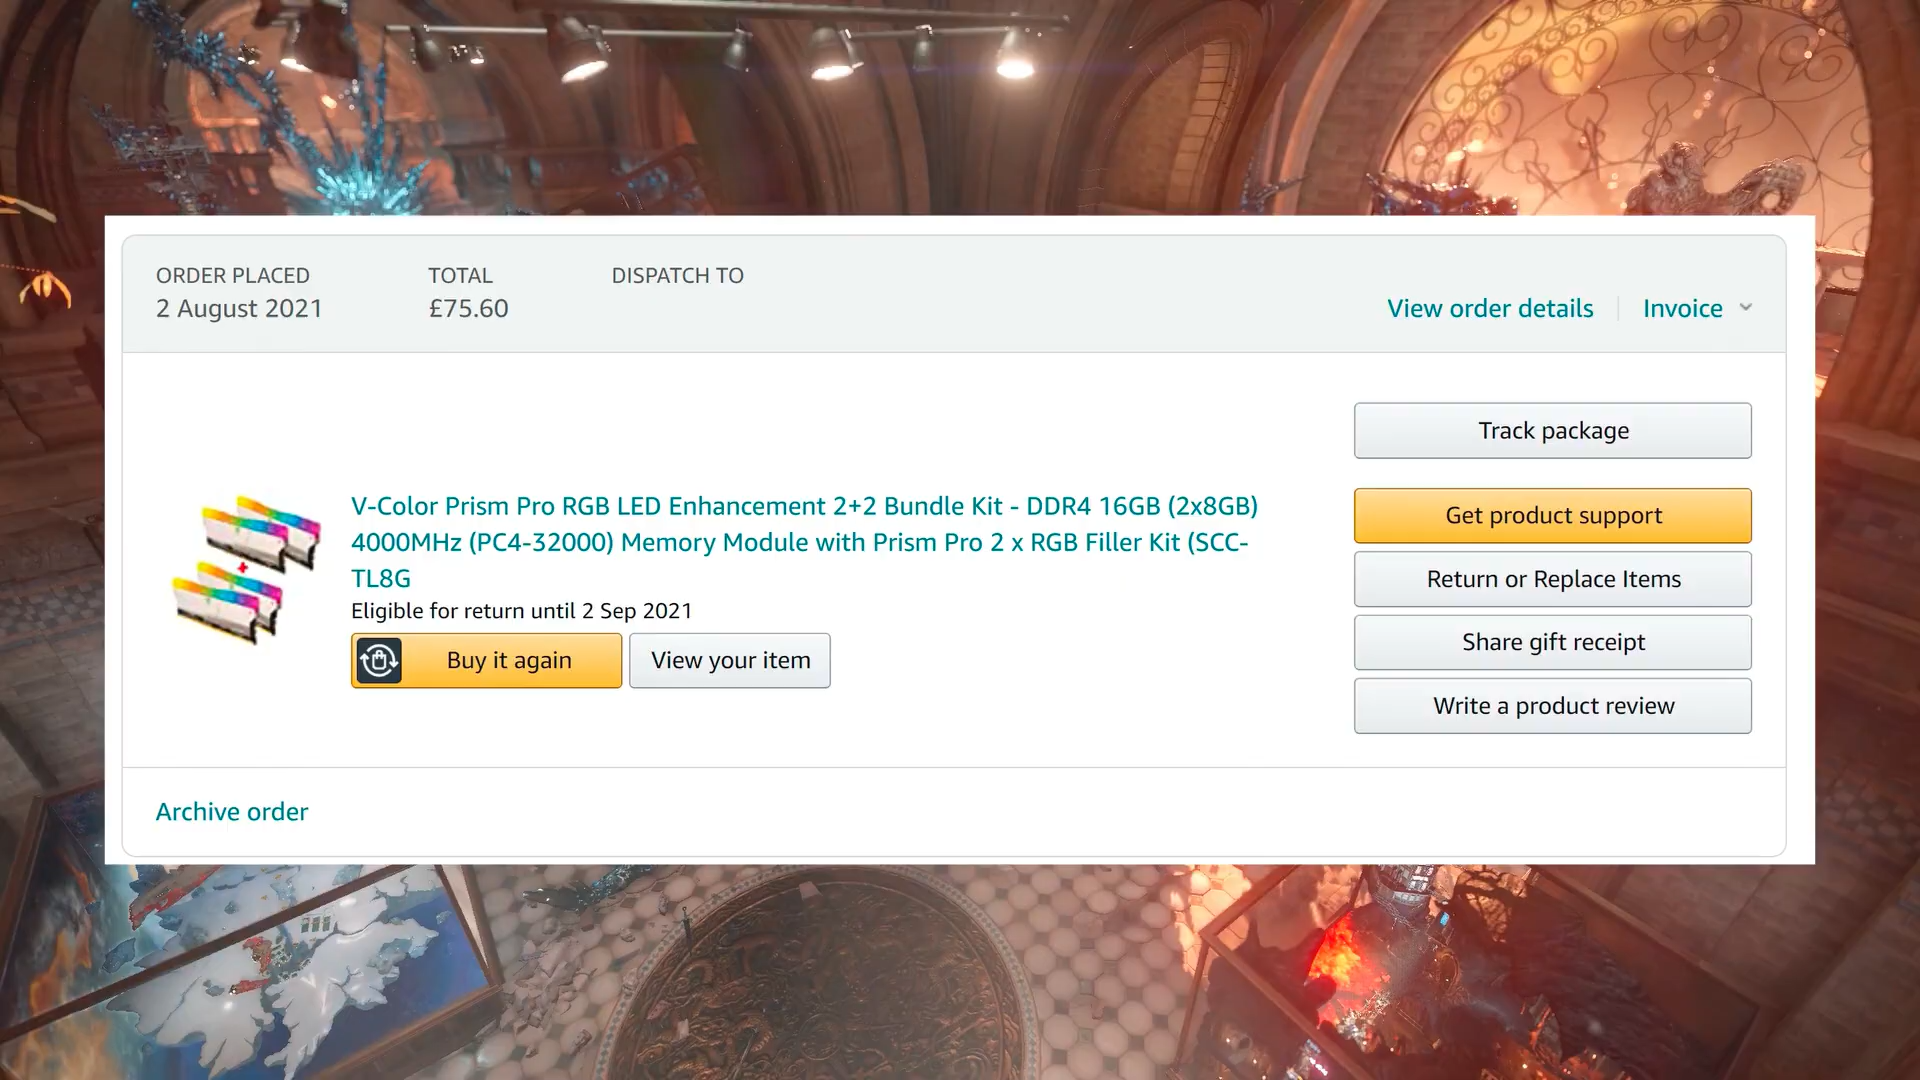 ORDER PLACED
2 August 2021
TOTAL
£75.60
DISPATCH TO
View order details
Invoice
Track package
V-Color Prism Pro RGB LED Enhancement 2+2 Bundle Kit - DDR4 16GB (2x8GB)
4000MHz (PC4-32000) Memory Module with Prism Pro 2 x RGB Filler Kit (SCC-
TL8G
Eligible for return until 2 Sep 2021
Buy it again
View your item
Get product support
Return or Replace Items
Share gift receipt
Write a product review
Archive order